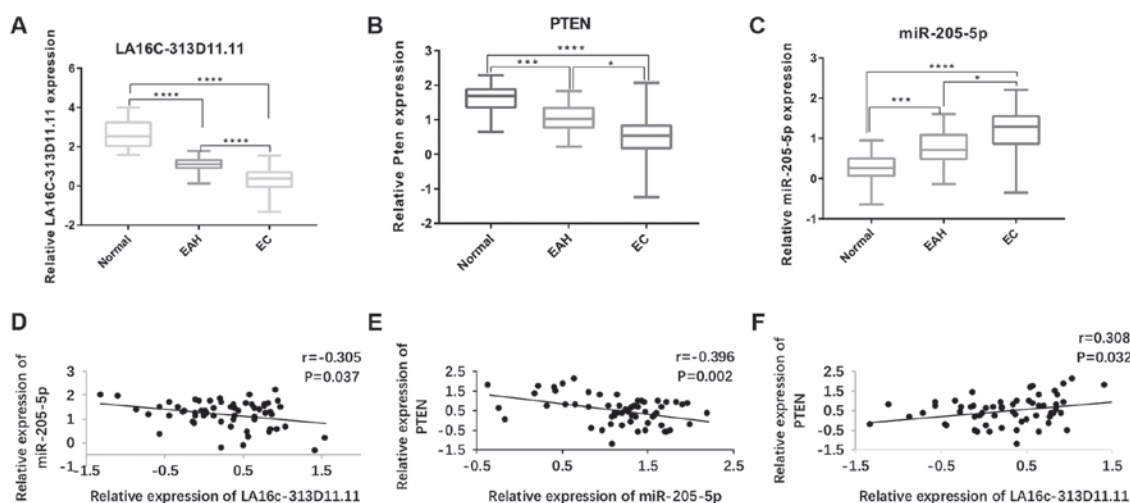 A
LA16C-313D11.11
Relative LA16C-313D11.11 expression
6
4
2
0
-2
****
****
****
Normal
EAH
EC
B
PTEN
Relative Pten expression
3
2
1
0
-1
-2
****
***
*
Normal
EAH
EC
C
miR-205-5p
Relative miR-205-5p expression
3
2
1
0
-1
****
***
*
Normal
EAH
EC
D
r=-0.305
P=0.037
Relative expression of
miR-205-5p
3
2
1
0
-1
-1.5
-0.5
0.5
1.5
Relative expression of LA16c-313D11.11
E
r=-0.396
P=0.002
Relative expression of
PTEN
2.5
1.5
0.5
-0.5
-1.5
-0.5
0.5
1.5
2.5
Relative expression of miR-205-5p
F
r=0.308
P=0.032
Relative expression of
PTEN
2.5
1.5
0.5
-0.5
-1.5
-1.5
-0.5
0.5
1.5
Relative expression of LA16c-313D11.11